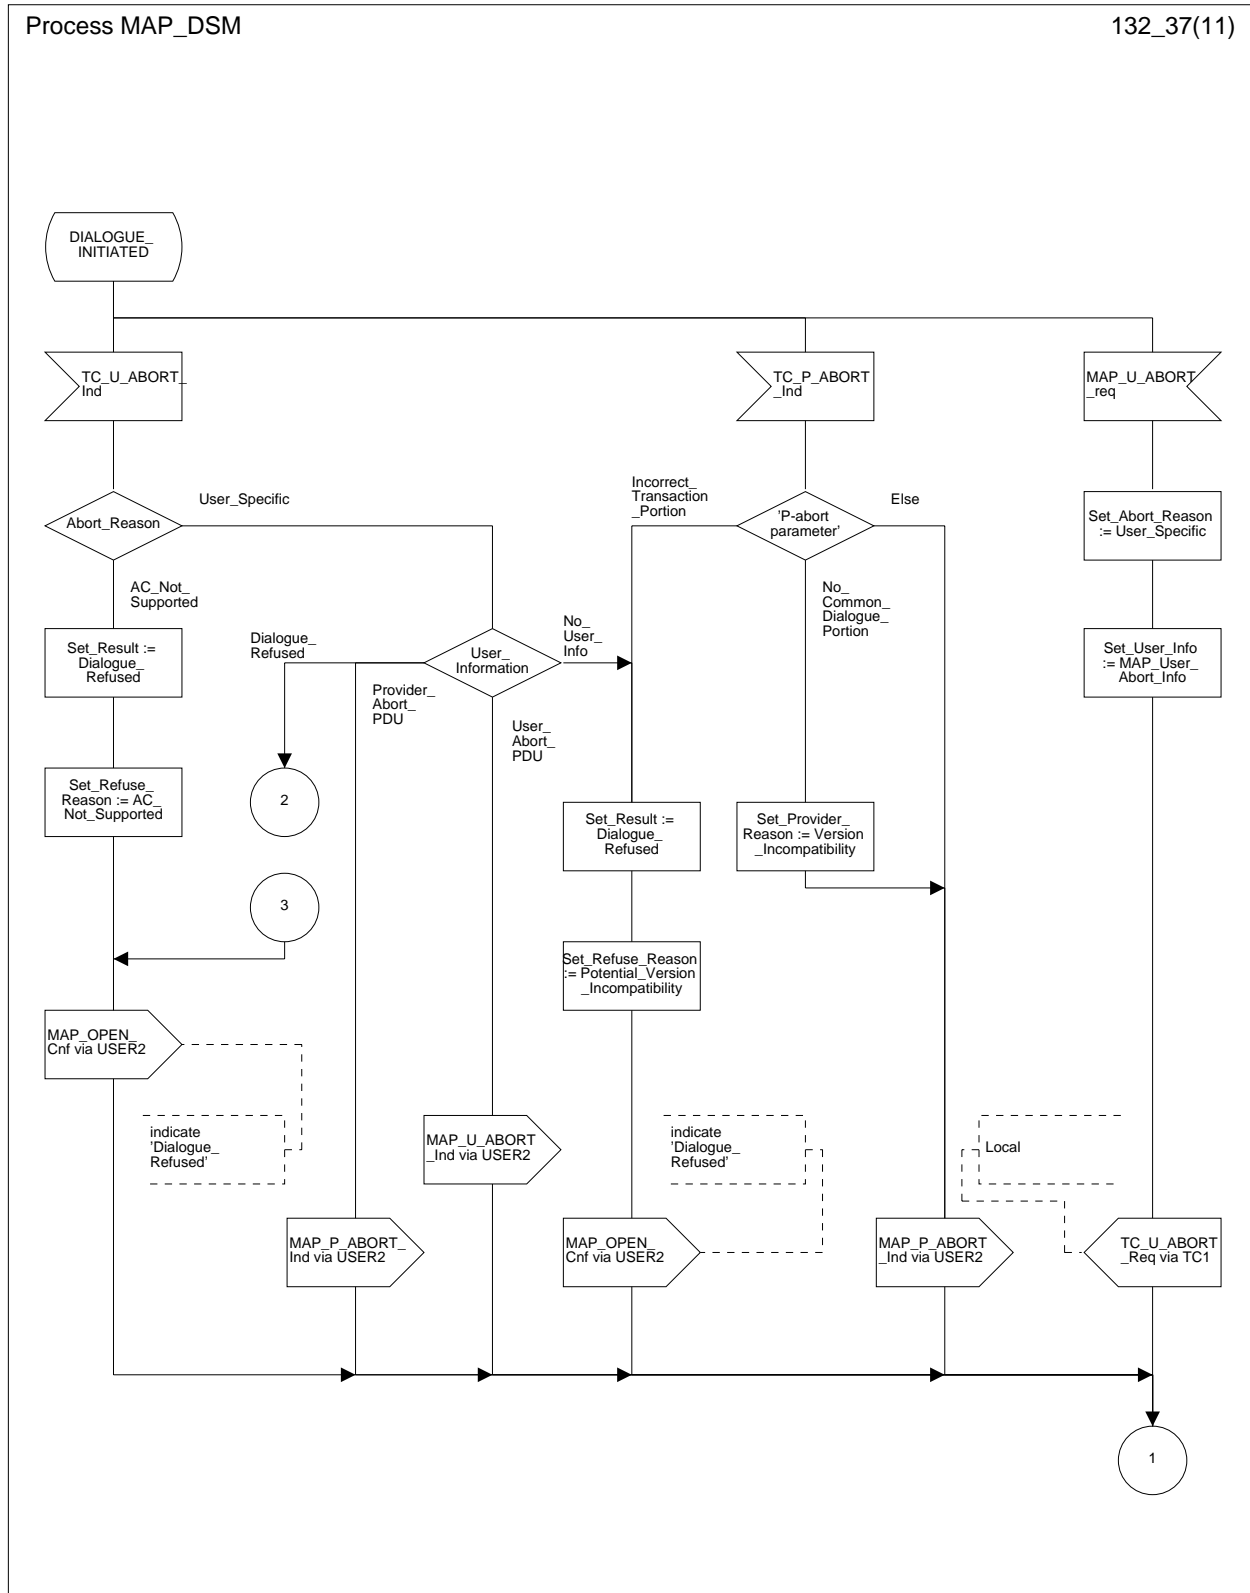 Process MAP_DSM
132_37(11)
DIALOGUE_
INITIATED
TC_U_ABORT_
Ind
TC_P_ABORT
_Ind
MAP_U_ABORT
_req
Abort_Reason
User_Specific
Incorrect_
Transaction
_Portion
'P-abort
parameter'
Else
Set_Abort_Reason
:= User_Specific
AC_Not_
Supported
No_
Common_
Dialogue_
Portion
Set_Result :=
Dialogue_
Refused
Dialogue_
Refused
User_
Information
No_
User_
Info
Set_User_Info
:= MAP_User_
Abort_Info
Provider_
Abort_
PDU
User_
Abort_
PDU
Set_Refuse_
Reason := AC_
Not_Supported
2
Set_Result :=
Dialogue_
Refused
Set_Provider_
Reason := Version
_Incompatibility
3
Set_Refuse_Reason
:= Potential_Version
_Incompatibility
MAP_OPEN_
Cnf via USER2
indicate
'Dialogue_
Refused'
MAP_U_ABORT
_Ind via USER2
indicate
'Dialogue_
Refused'
Local
MAP_P_ABORT_
Ind via USER2
MAP_OPEN_
Cnf via USER2
MAP_P_ABORT
_Ind via USER2
TC_U_ABORT
_Req via TC1
1